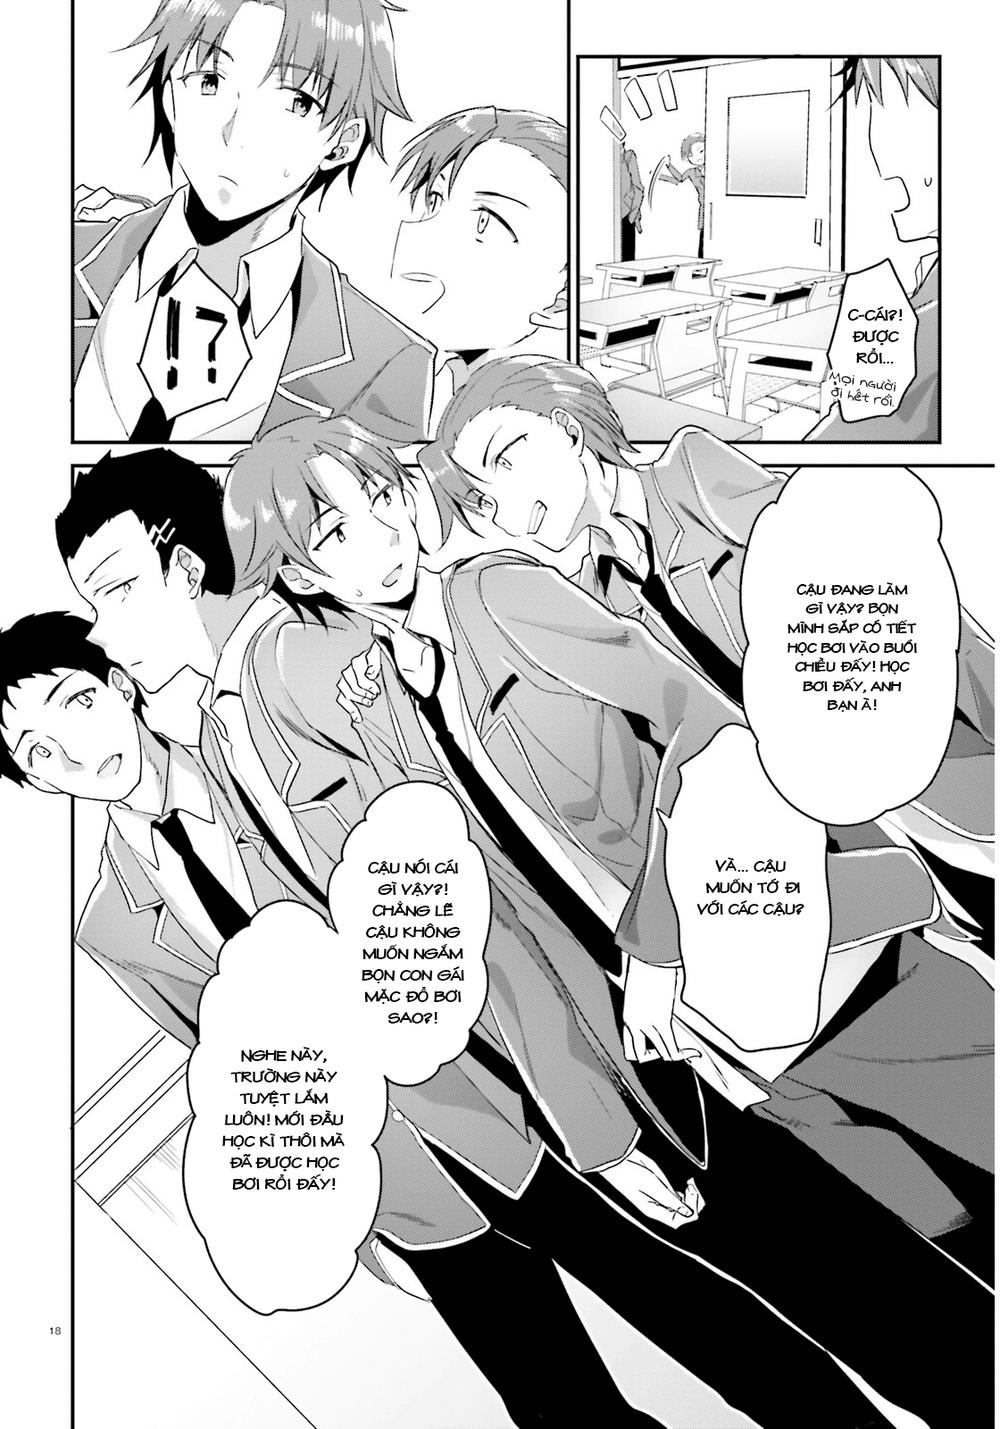 C-CÁI?!
ĐƯỢC
RỒI...
Mọi người
đi hết rồi.
!?
CẬU ĐANG LÀM
GÌ VẬY? BỌN
MÌNH SẮP CÓ TIẾT
HỌC BƠI VÀO BUỔI
CHIỀU ĐẤY! HỌC
BƠI ĐẤY, ANH
BẠN À!
VÀ... CẬU
MUỐN TỚ ĐI
VỚI CÁC CẬU?
CẬU NÓI CÁI
GÌ VẬY?!
CHẲNG LẼ
CẬU KHÔNG
MUỐN NGẮM
BỌN CON GÁI
MẶC ĐỒ BƠI
SAO?!
NGHE NÀY,
TRƯỜNG NÀY
TUYỆT LẮM
LUÔN! MỚI ĐẦU
HỌC KÌ THÔI MÀ
ĐÃ ĐƯỢC HỌC
BƠI RỒI ĐẤY!
18